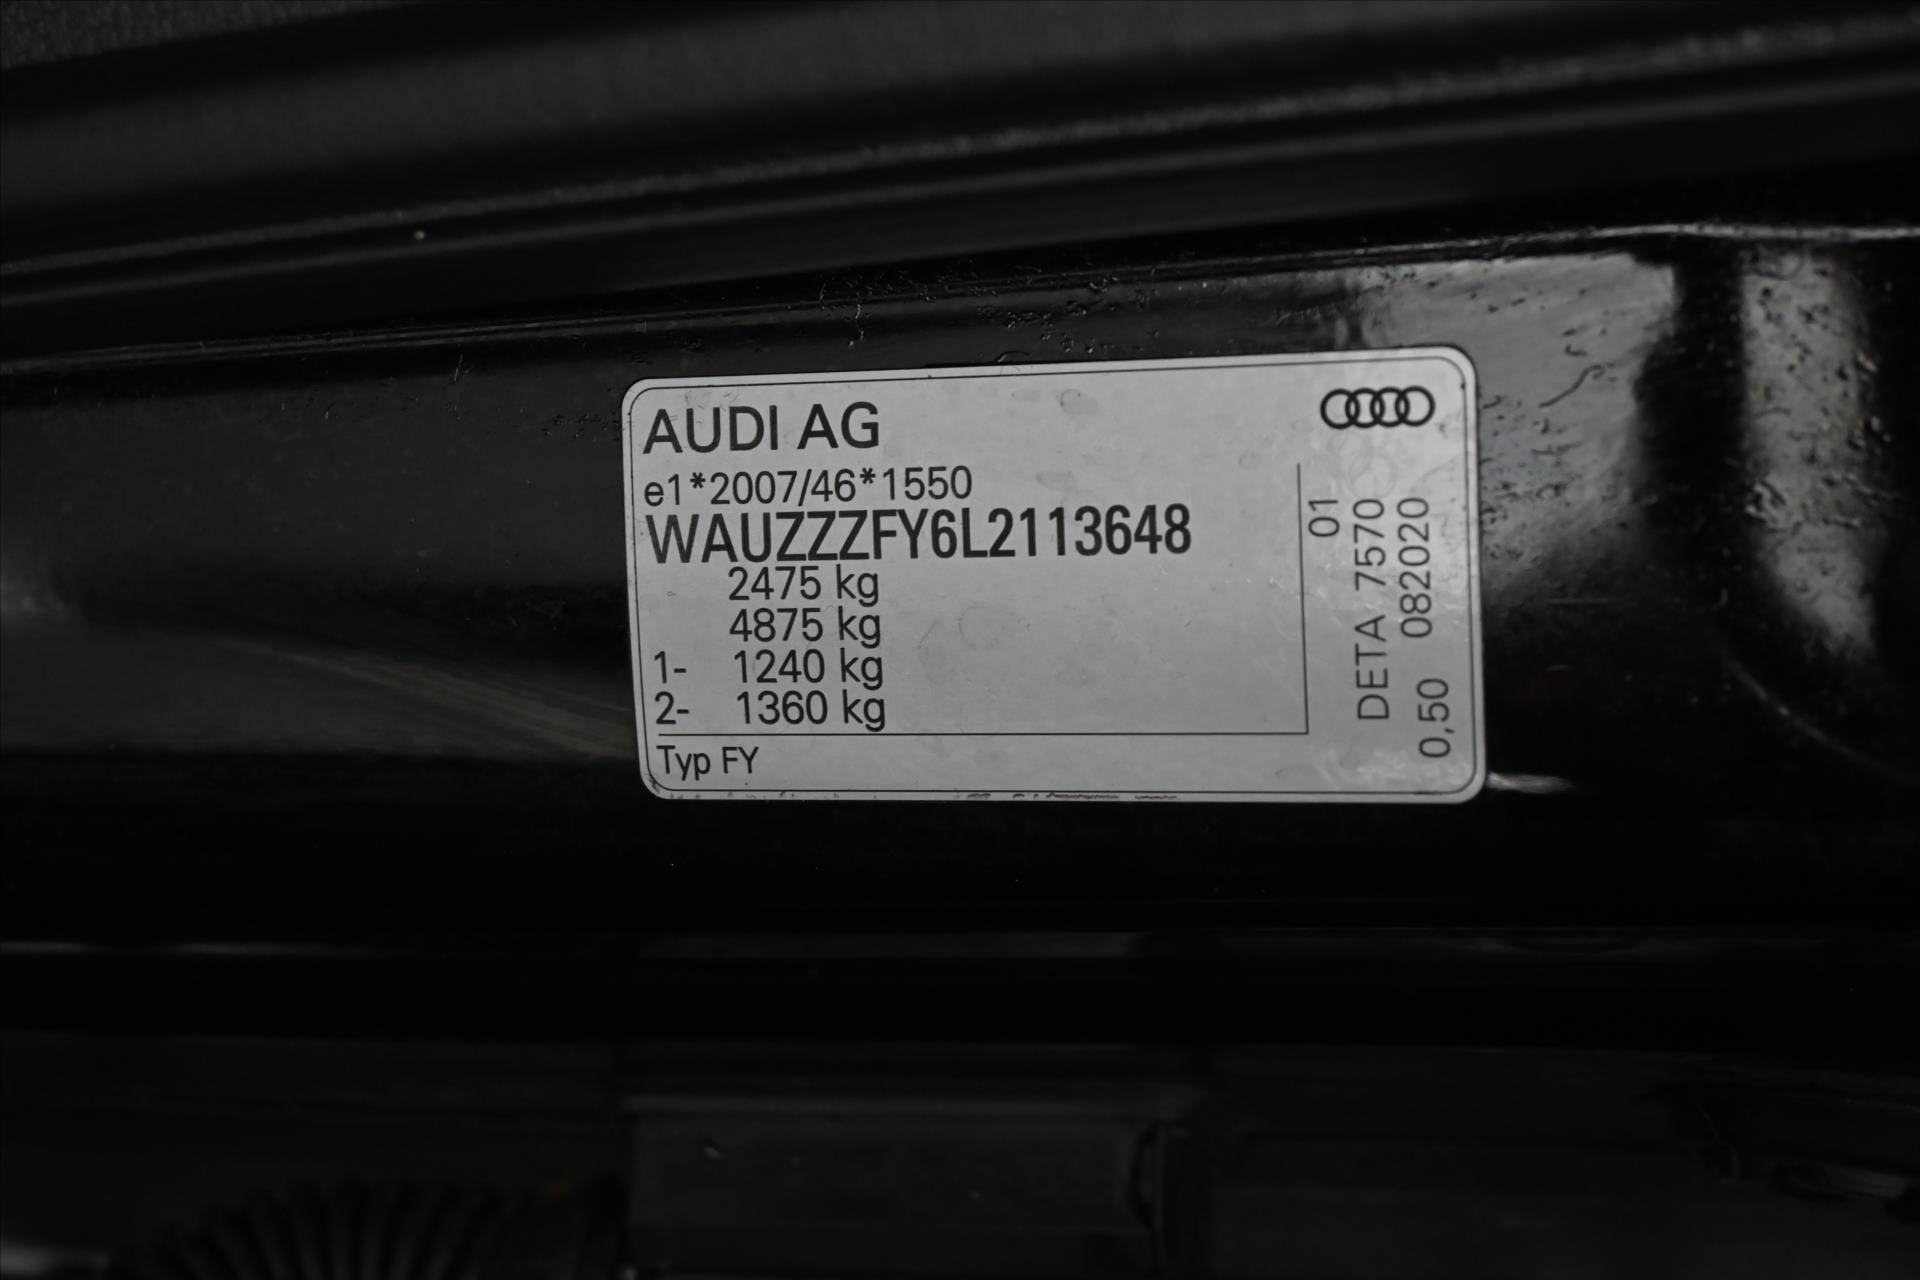 AUDI AG
e1*2007/46*1550
WAUZZZFY6L2113648
2475 kg
4875 kg
1- 1240 kg
2- 1360 kg
Typ FY
01
DETA 7570
0,50 082020